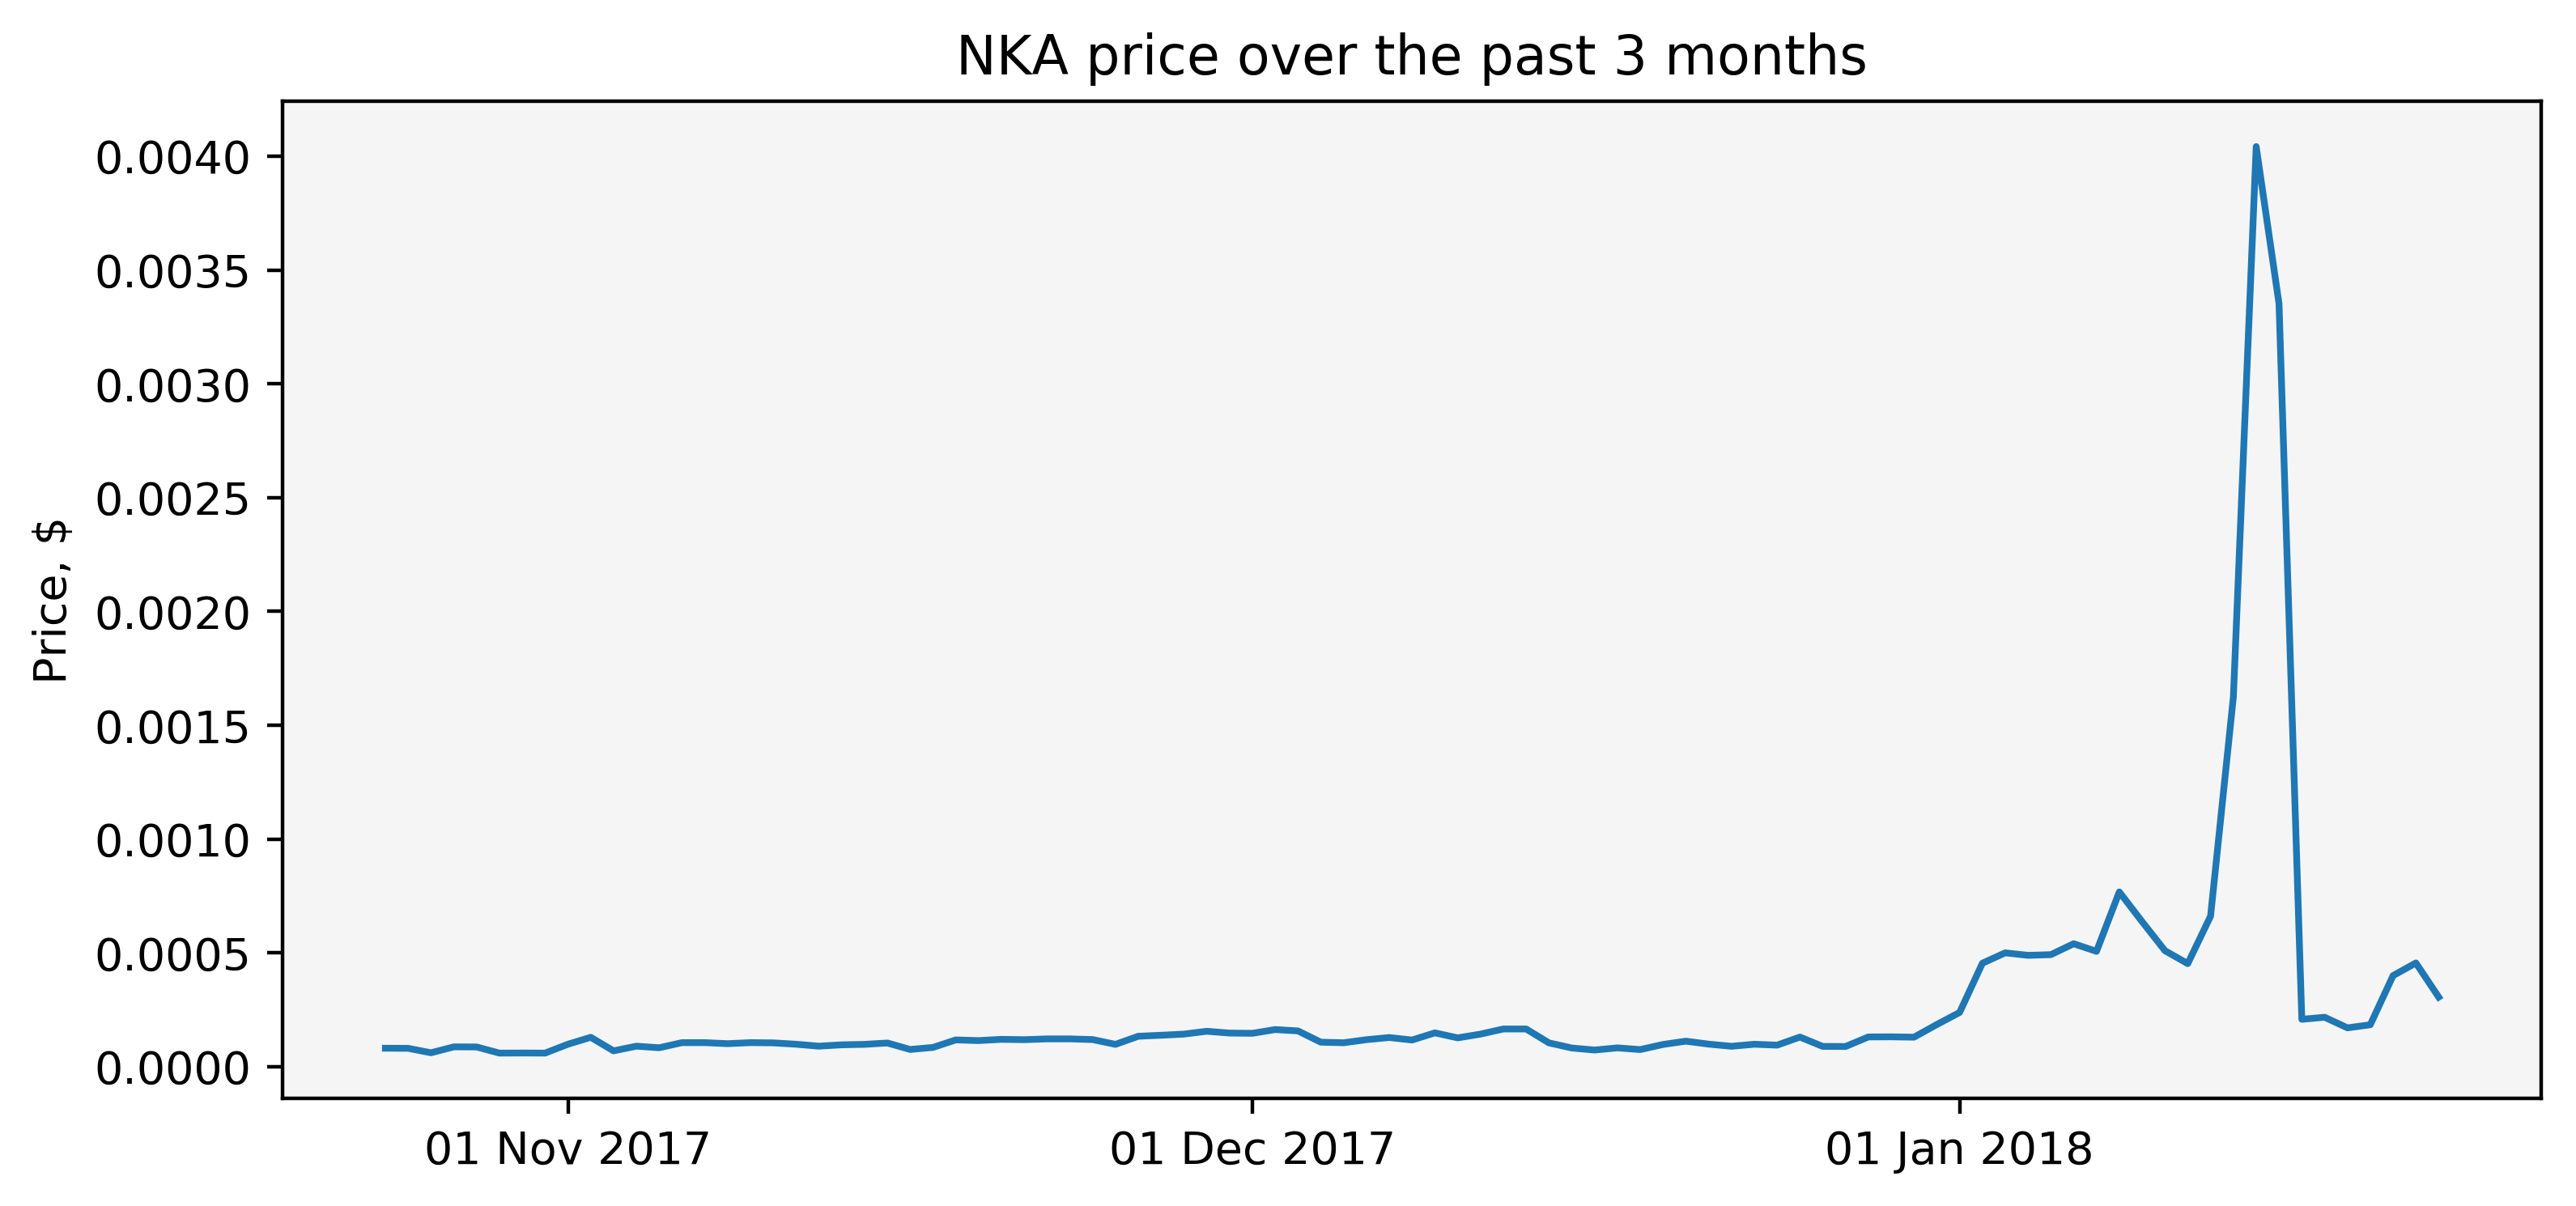 NKA price over the past 3 months
Price, $
0.0040
0.0035
0.0030
0.0025
0.0020
0.0015
0.0010
0.0005
0.0000
01 Nov 2017
01 Dec 2017
01 Jan 2018